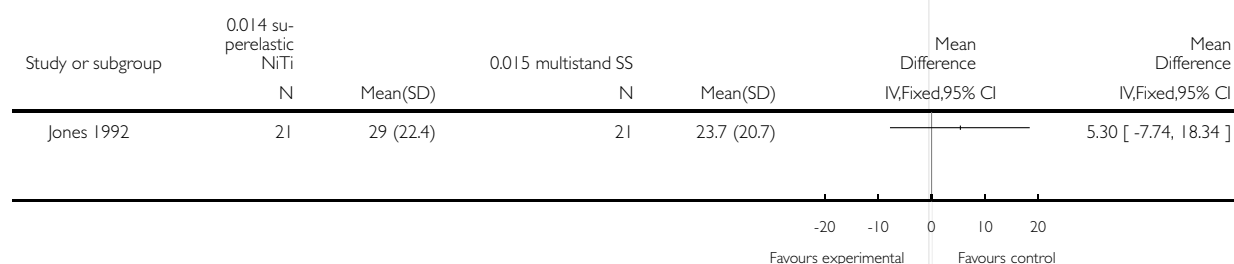 0.014 su-
perelastic
NiTi
Mean
Difference
Mean
Difference
Study or subgroup
0.015 multistand SS
N Mean(SD) N Mean(SD) IV,Fixed,95% CI IV,Fixed,95% CI
Jones 1992 21 29 (22.4) 21 23.7 (20.7) 5.30 [ -7.74, 18.34 ]
-20 -10 0 10 20
Favours experimental Favours control